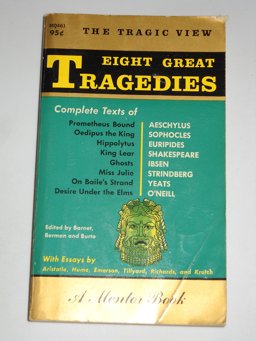 MQ461
95¢
THE TRAGIC VIEW
EIGHT GREAT
TRAGEDIES
Complete Texts of
Prometheus Bound AESCHYLUS
Oedipus the King SOPHOCLES
Hippolytus EURIPIDES
King Lear SHAKESPEARE
Ghosts IBSEN
Miss Julie STRINDBERG
On Baile's Strand YEATS
Desire Under the Elms O'NEILL
Edited by Barnet,
Berman and Burto
With Essays by
Aristotle, Hume, Emerson, Tillyard, Richards, and Krutch
A Mentor Book